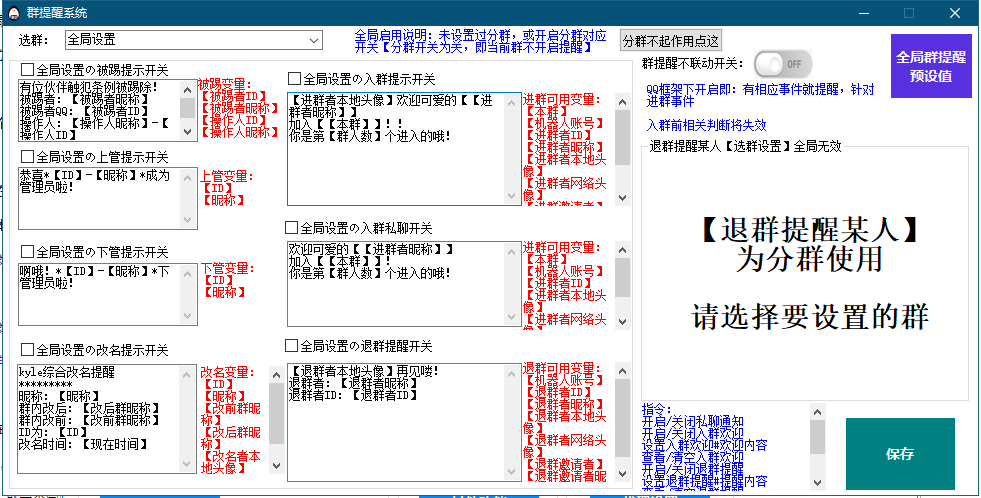 群提醒系统
选群：
全局设置
全局启用说明：未设置过分群，或开启分群对应
开关【分群开关为关，即当前群不开启提醒】
分群不起作用点这
群提醒不联动开关：
OFF
QQ框架下开启即：有相应事件就提醒，针对
进群事件
入群前相关判断将失效
全局群提醒
预设值
全局设置の被踢提示开关
有位伙伴触犯条例被踢除！
被踢者：【被踢者昵称】
被踢者QQ：【被踢者ID】
操作人：【操作人昵称】-【
操作人ID】
被踢变量：
【被踢者ID】
【被踢者昵称】
【操作人ID】
【操作人昵称】
全局设置の上管提示开关
恭喜*【ID】-【昵称】*成为
管理员啦！
上管变量：
【ID】
【昵称】
全局设置の下管提示开关
啊哦！*【ID】-【昵称】*下
管理员啦！
下管变量：
【ID】
【昵称】
全局设置の改名提示开关
kyle综合改名提醒
*********
昵称：【昵称】
群内改后：【改后群昵称】
群内改前：【改前群昵称】
ID为：【ID】
改名时间：【现在时间】
改名变量：
【ID】
【昵称】
【改前群昵
称】
【改后群昵
称】
【改名者本
地头像】
全局设置の入群提示开关
【进群者本地头像】欢迎可爱的【【进
群者昵称】】
加入【【本群】】！！
你是第【群人数】个进入的哦！
进群可用变量：
【本群】
【机器人账号】
【进群者ID】
【进群者昵称】
【进群者本地头
像】
【进群者网络头
像】
【进群邀请者】
全局设置の入群私聊开关
欢迎可爱的【【进群者昵称】】
加入【【本群】】！
你是第【群人数】个进入的哦！
进群可用变量：
【本群】
【机器人账号】
【进群者ID】
【进群者本地头
像】
【进群者网络头
像】
全局设置の退群提醒开关
【退群者本地头像】再见喽！
退群者：【退群者昵称】
退群者ID：【退群者ID】
退群可用变量：
【机器人账号】
【退群者ID】
【退群者昵称】
【退群者本地头
像】
【退群者网络头
像】
【退群邀请者】
【退群邀请者昵
退群提醒某人【选群设置】全局无效
【退群提醒某人】
为分群使用
请选择要设置的群
指令：
开启/关闭私聊通知
开启/关闭入群欢迎
设置入群欢迎#欢迎内容
查看/清空入群欢迎
开启/关闭退群提醒
设置退群提醒#提醒内容
保存